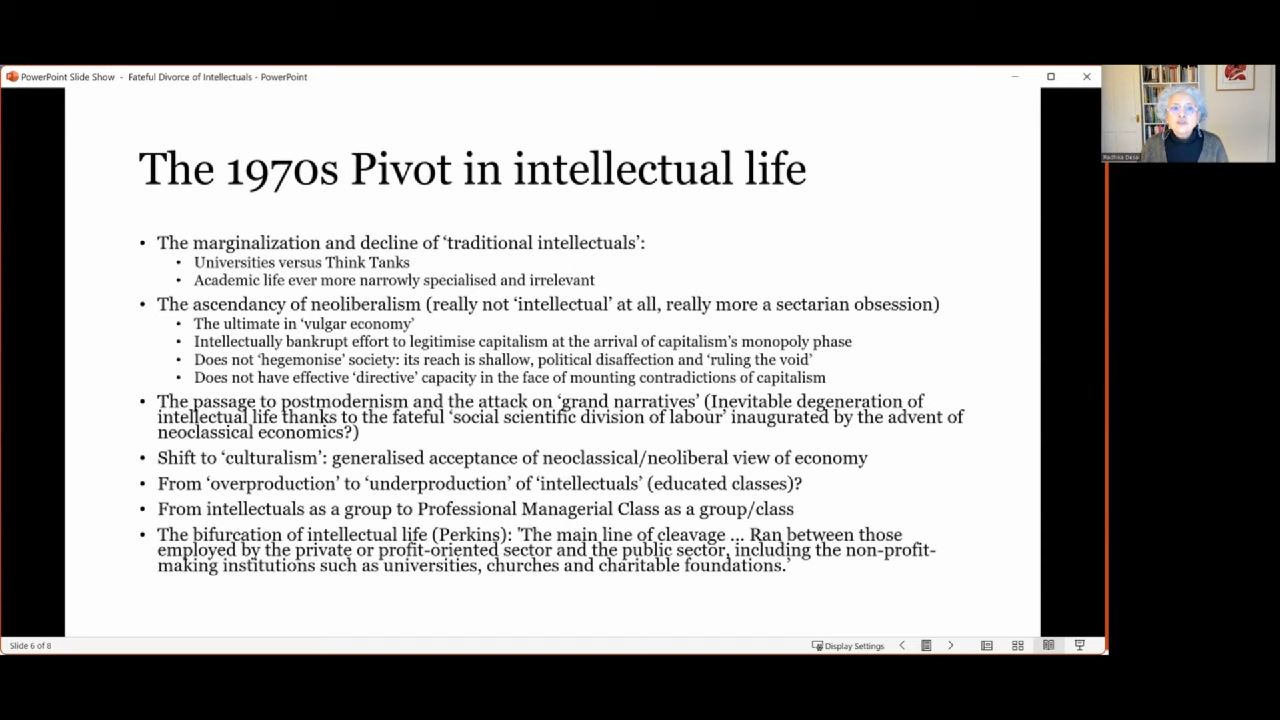 PowerPoint Slide Show - Fateful Divorce of Intellectuals - PowerPoint
The 1970s Pivot in intellectual life
• The marginalization and decline of ‘traditional intellectuals’:
• Universities versus Think Tanks
• Academic life ever more narrowly specialised and irrelevant
• The ascendancy of neoliberalism (really not ‘intellectual’ at all, really more a sectarian obsession)
• The ultimate in ‘vulgar economy’
• Intellectually bankrupt effort to legitimise capitalism at the arrival of capitalism’s monopoly phase
• Does not ‘hegemonise’ society: its reach is shallow, political disaffection and ‘ruling the void’
• Does not have effective ‘directive’ capacity in the face of mounting contradictions of capitalism
• The passage to postmodernism and the attack on ‘grand narratives’ (Inevitable degeneration of
intellectual life thanks to the fateful ‘social scientific division of labour’ inaugurated by the advent of
neoclassical economics?)
• Shift to ‘culturalism’: generalised acceptance of neoclassical/neoliberal view of economy
• From ‘overproduction’ to ‘underproduction’ of ‘intellectuals’ (educated classes)?
• From intellectuals as a group to Professional Managerial Class as a group/class
• The bifurcation of intellectual life (Perkins): 'The main line of cleavage ... Ran between those
employed by the private or profit-oriented sector and the public sector, including the non-profit-
making institutions such as universities, churches and charitable foundations.’
Slide 6 of 8
Display Settings
Radhika Desai